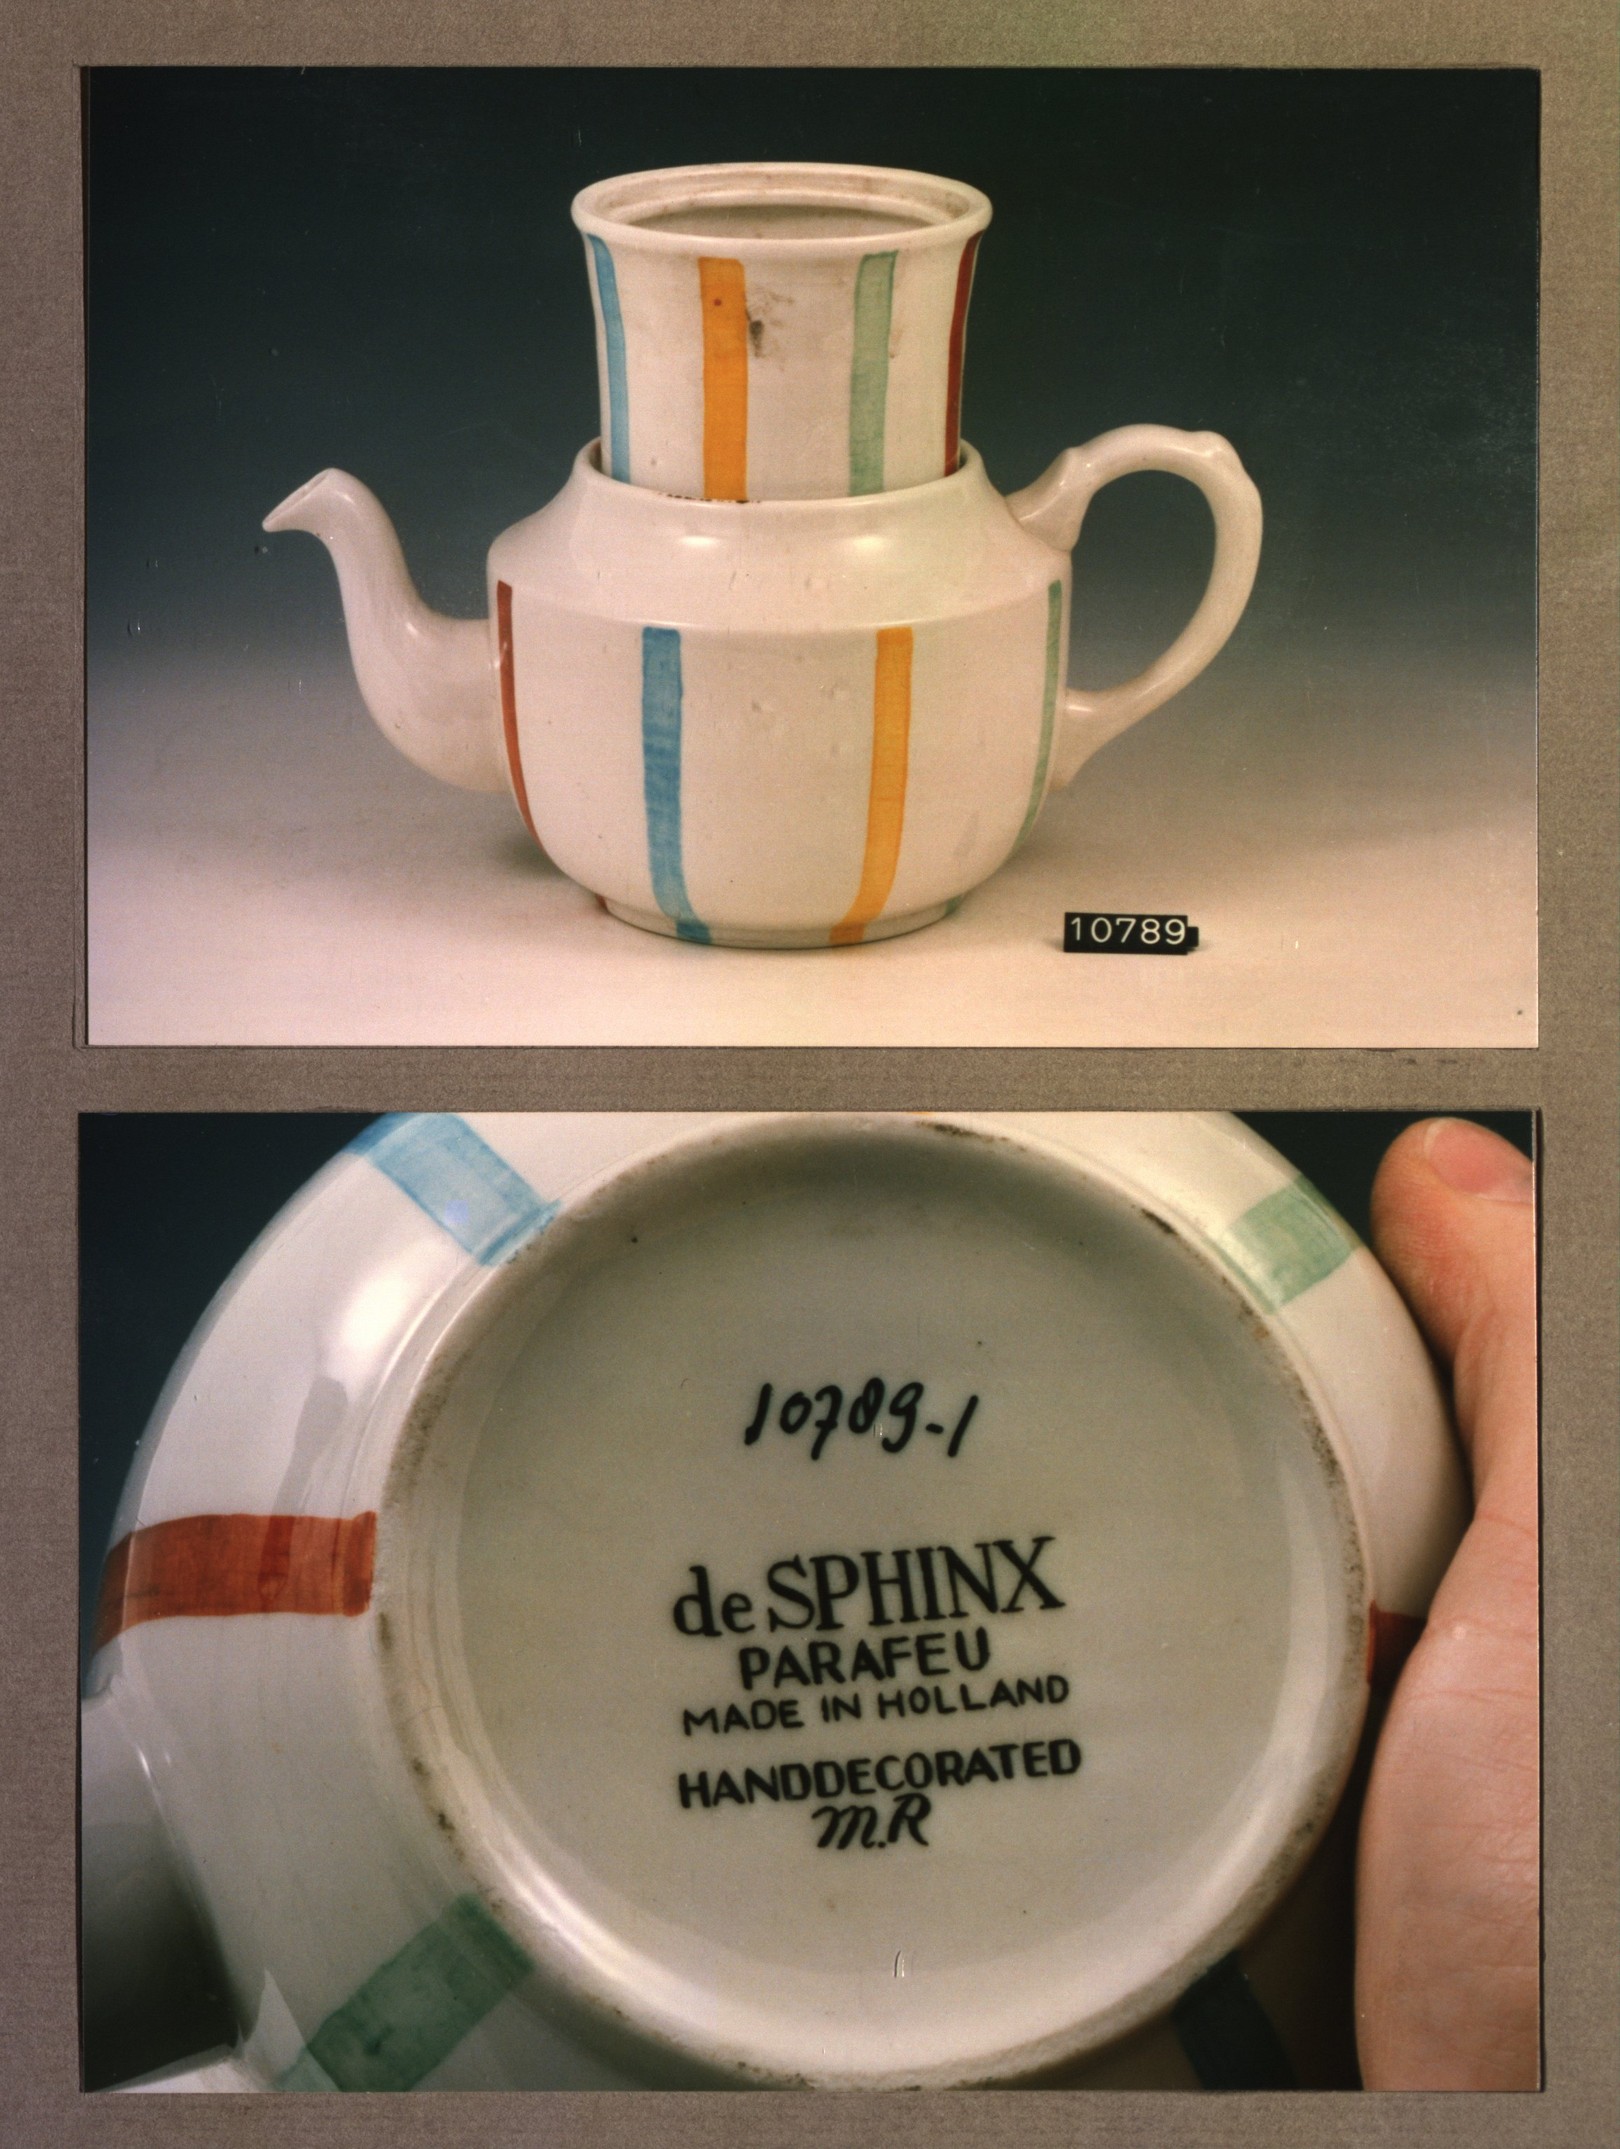 10789
10789-1
de SPHINX
PARAFEU
MADE IN HOLLAND
HANDDECORATED
M.R